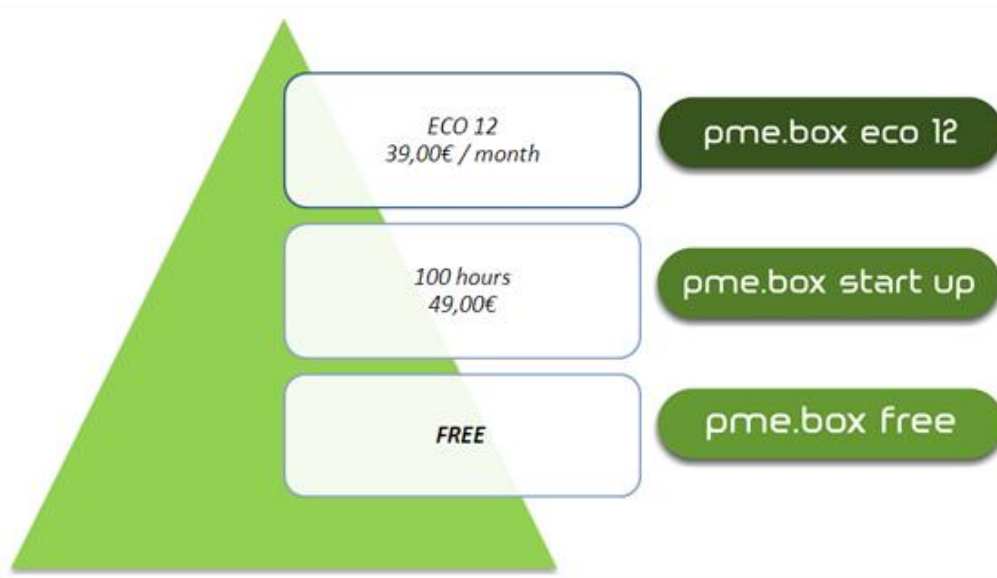 ECO 12
39,00€ / month
pme.box eco 12
100 hours
49,00€
pme.box start up
FREE
pme.box free